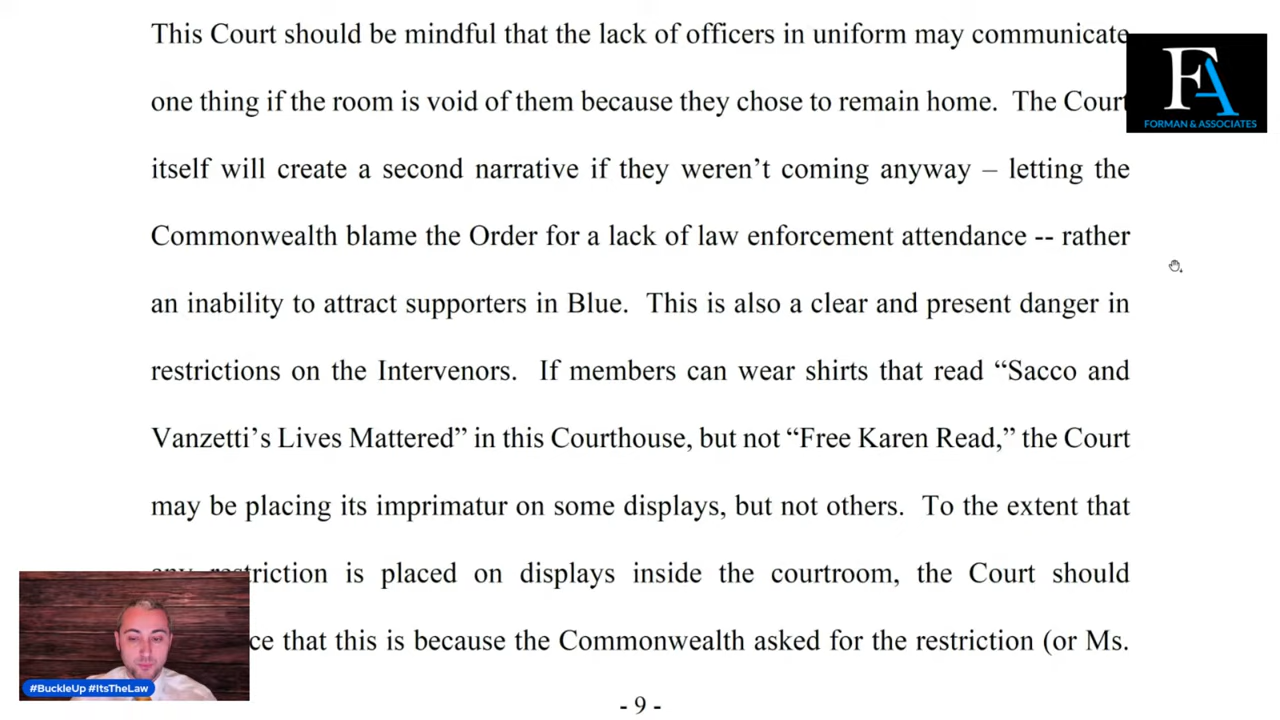 This Court should be mindful that the lack of officers in uniform may communicate
one thing if the room is void of them because they chose to remain home. The Court
itself will create a second narrative if they weren’t coming anyway – letting the
Commonwealth blame the Order for a lack of law enforcement attendance -- rather
an inability to attract supporters in Blue. This is also a clear and present danger in
restrictions on the Intervenors. If members can wear shirts that read “Sacco and
Vanzetti’s Lives Mattered” in this Courthouse, but not “Free Karen Read,” the Court
may be placing its imprimatur on some displays, but not others. To the extent that
any restriction is placed on displays inside the courtroom, the Court should
that this is because the Commonwealth asked for the restriction (or Ms.
- 9 -
FA
FORMAN & ASSOCIATES
#BuckleUp #ItsTheLaw